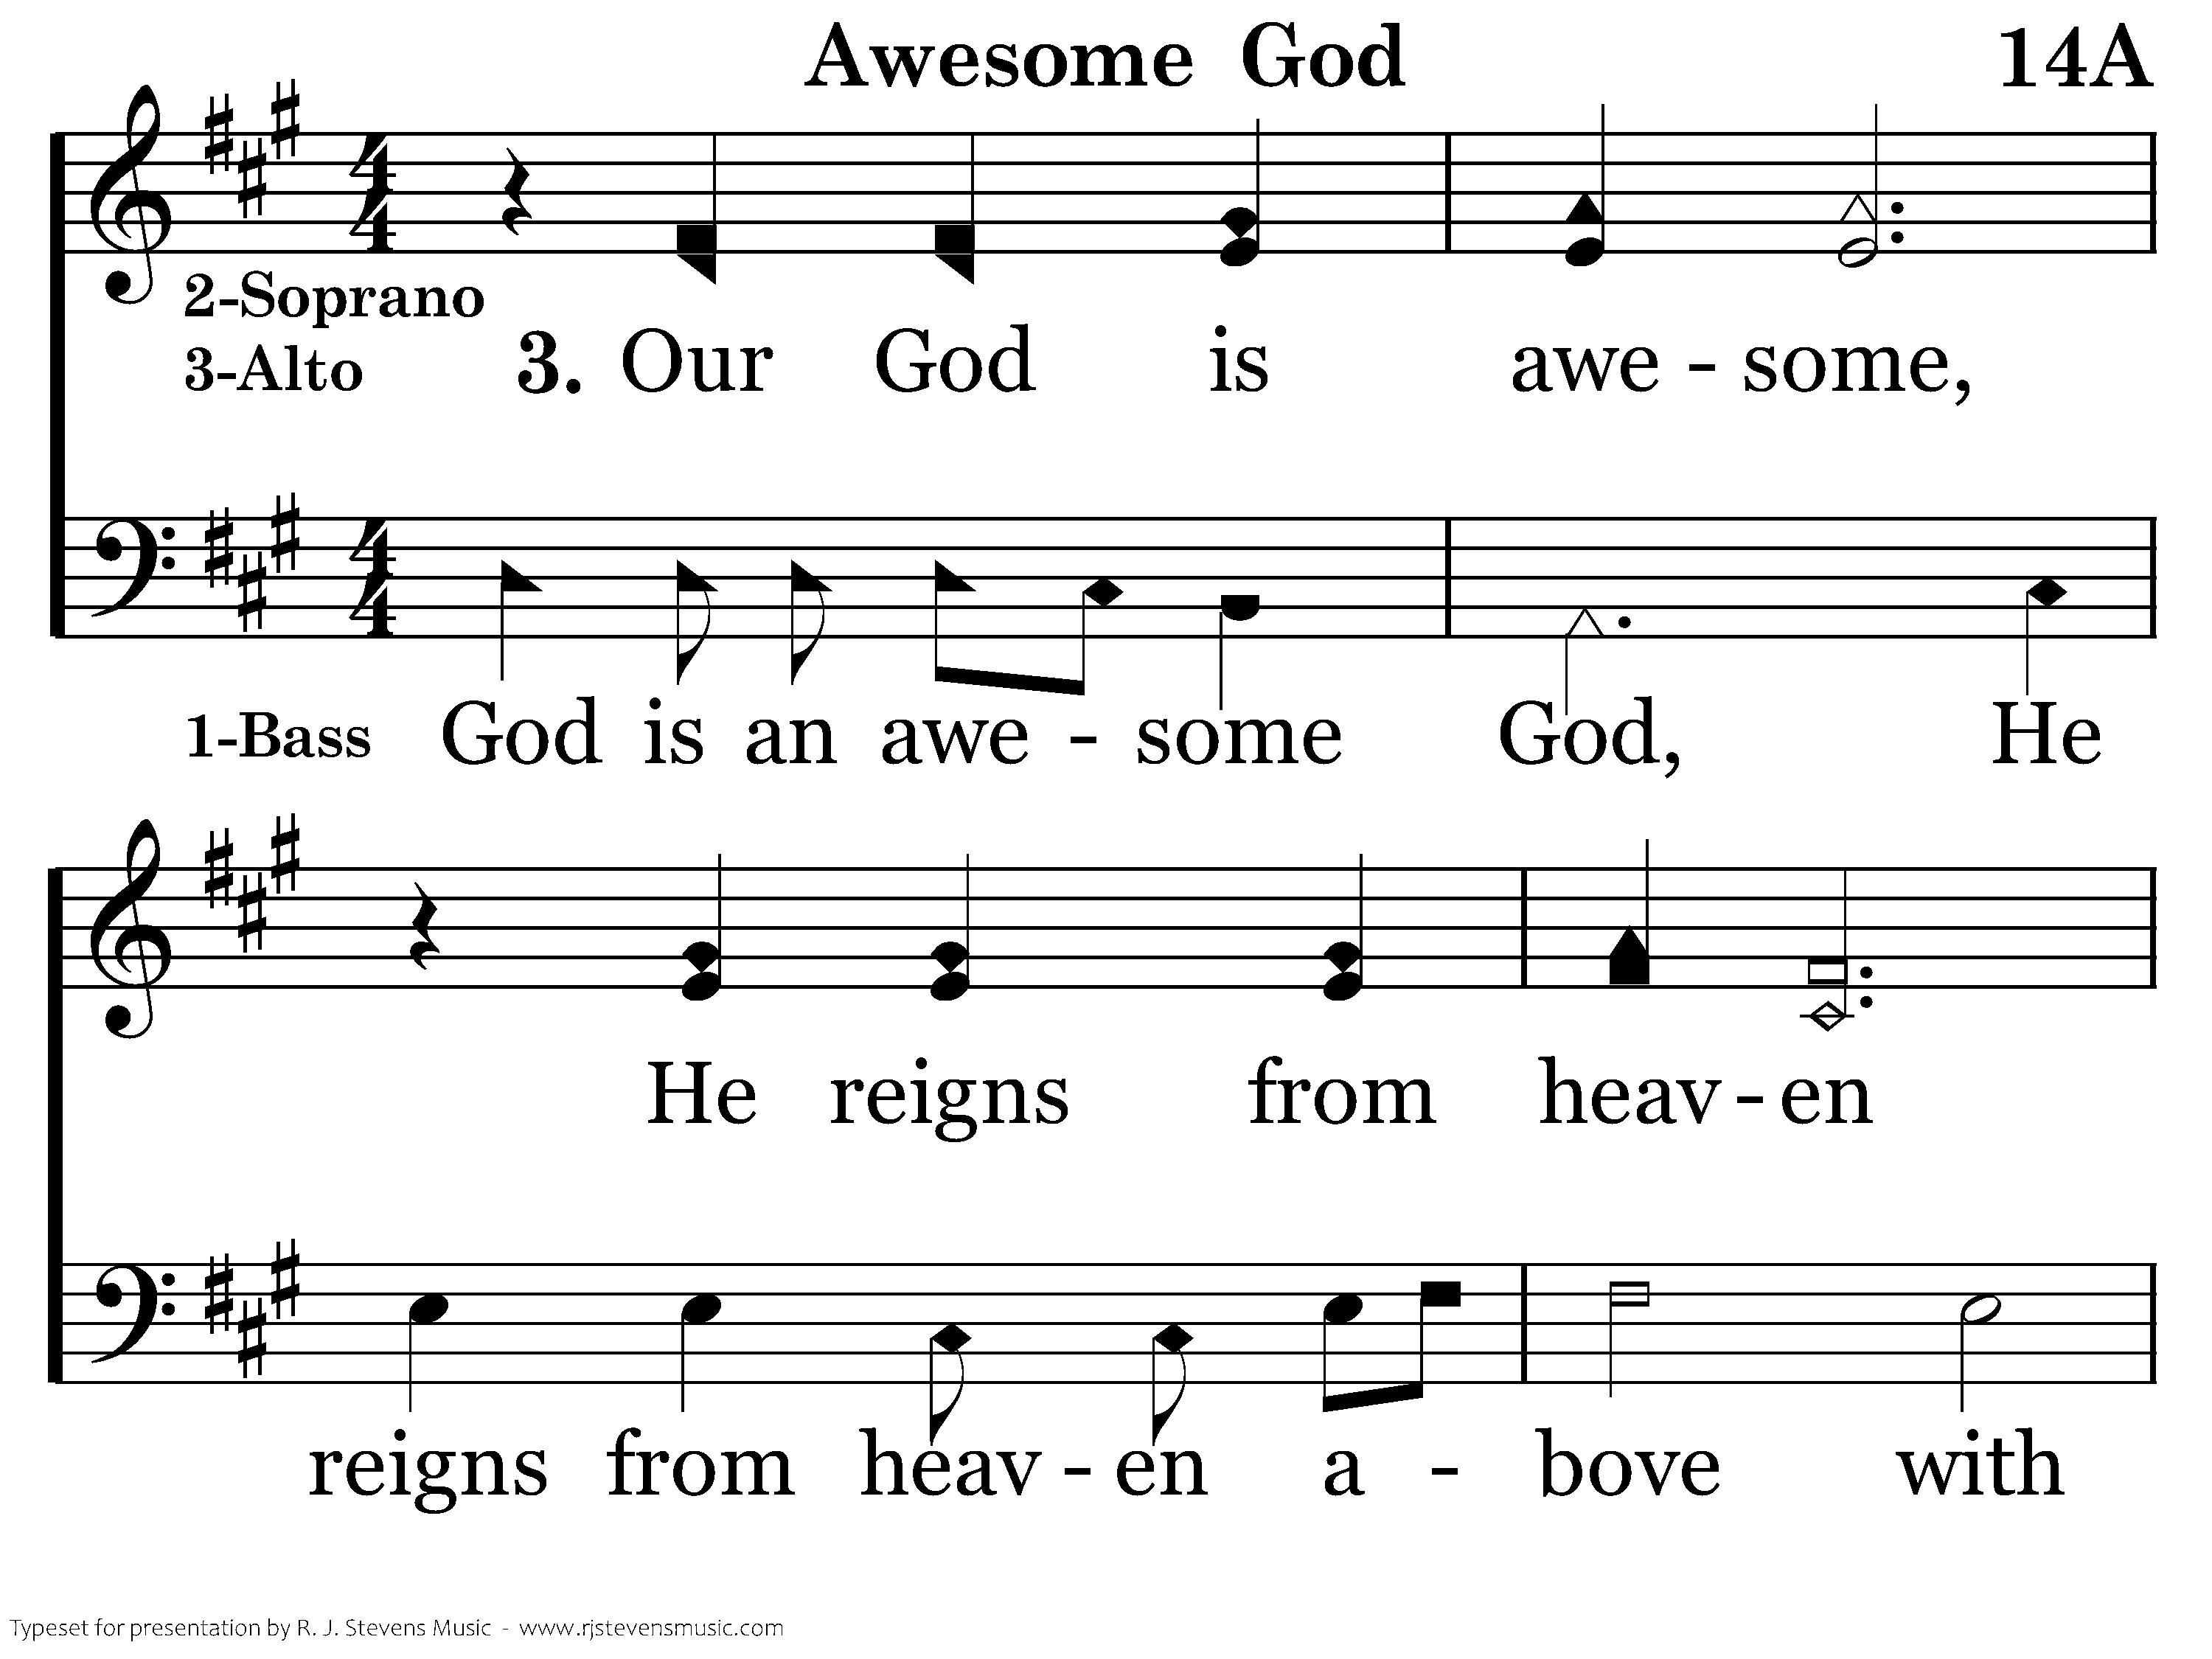 Awesome God 14A
2-Soprano
3-Alto 3. Our God is awe - some,
1-Bass God is an awe - some God, He
He reigns from heav - en
reigns from heav - en a - bove with
Typeset for presentation by R. J. Stevens Music - www.rjstevensmusic.com